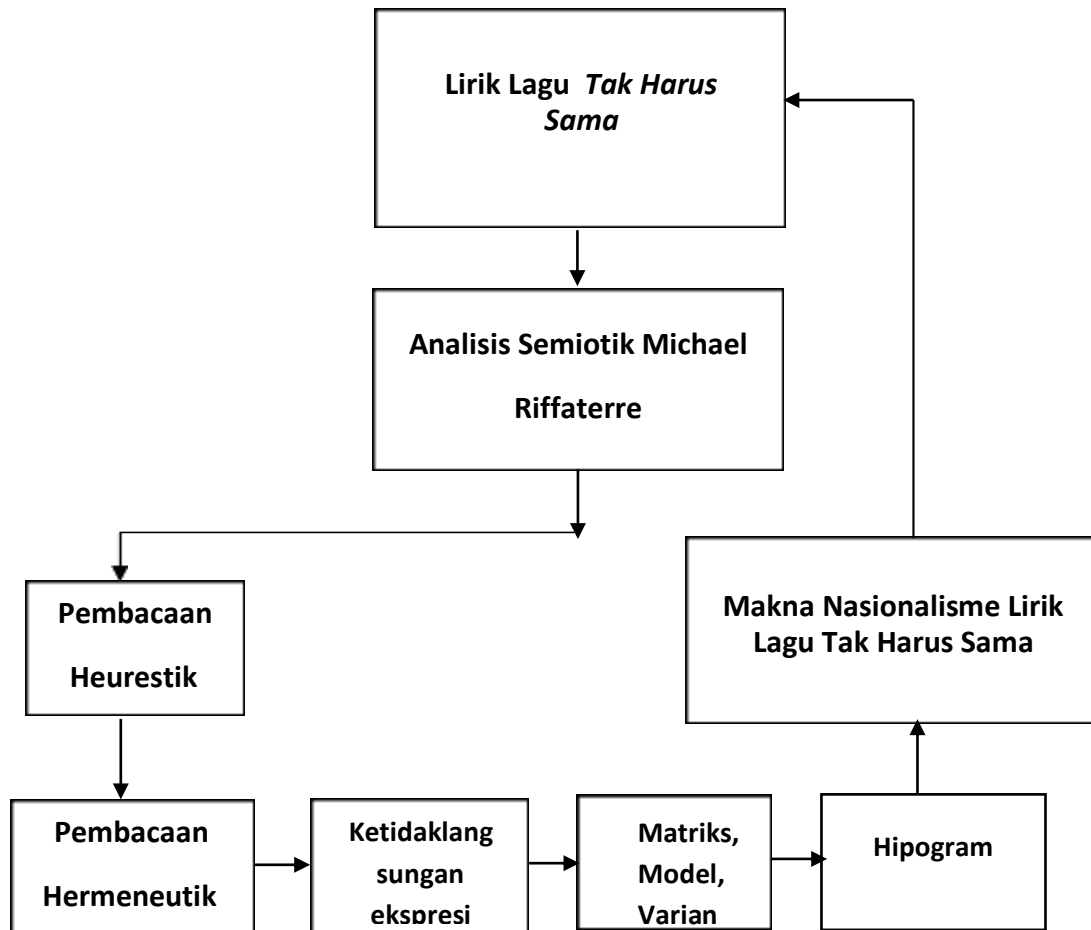 Lirik Lagu Tak Harus
Sama
Analisis Semiotik Michael
Riffaterre
Pembacaan
Heurestik
Makna Nasionalisme Lirik
Lagu Tak Harus Sama
Pembacaan
Hermeneutik
Ketidaklang
sungan
ekspresi
Matriks,
Model,
Varian
Hipogram